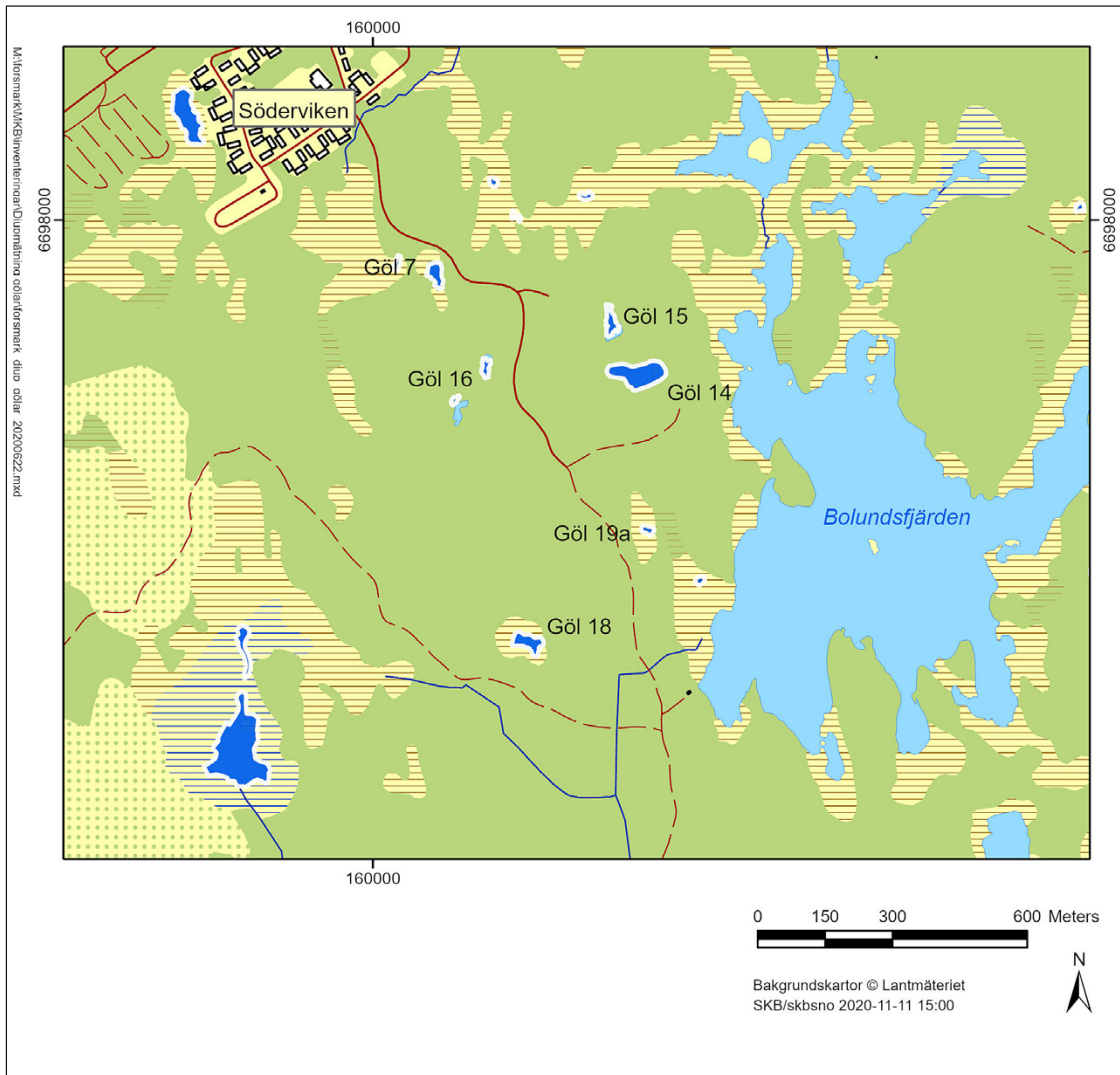 160000
M:\forsmark\MKB\inventeringar\Djupmätning gölar\forsmark_djup_gölar_20200622.mxd
Söderviken
6698000
6698000
Göl 7
Göl 15
Göl 16
Göl 14
Bolundsfjärden
Göl 19a
Göl 18
160000
0 150 300 600 Meters
N
Bakgrundskartor © Lantmäteriet
SKB/skbsno 2020-11-11 15:00